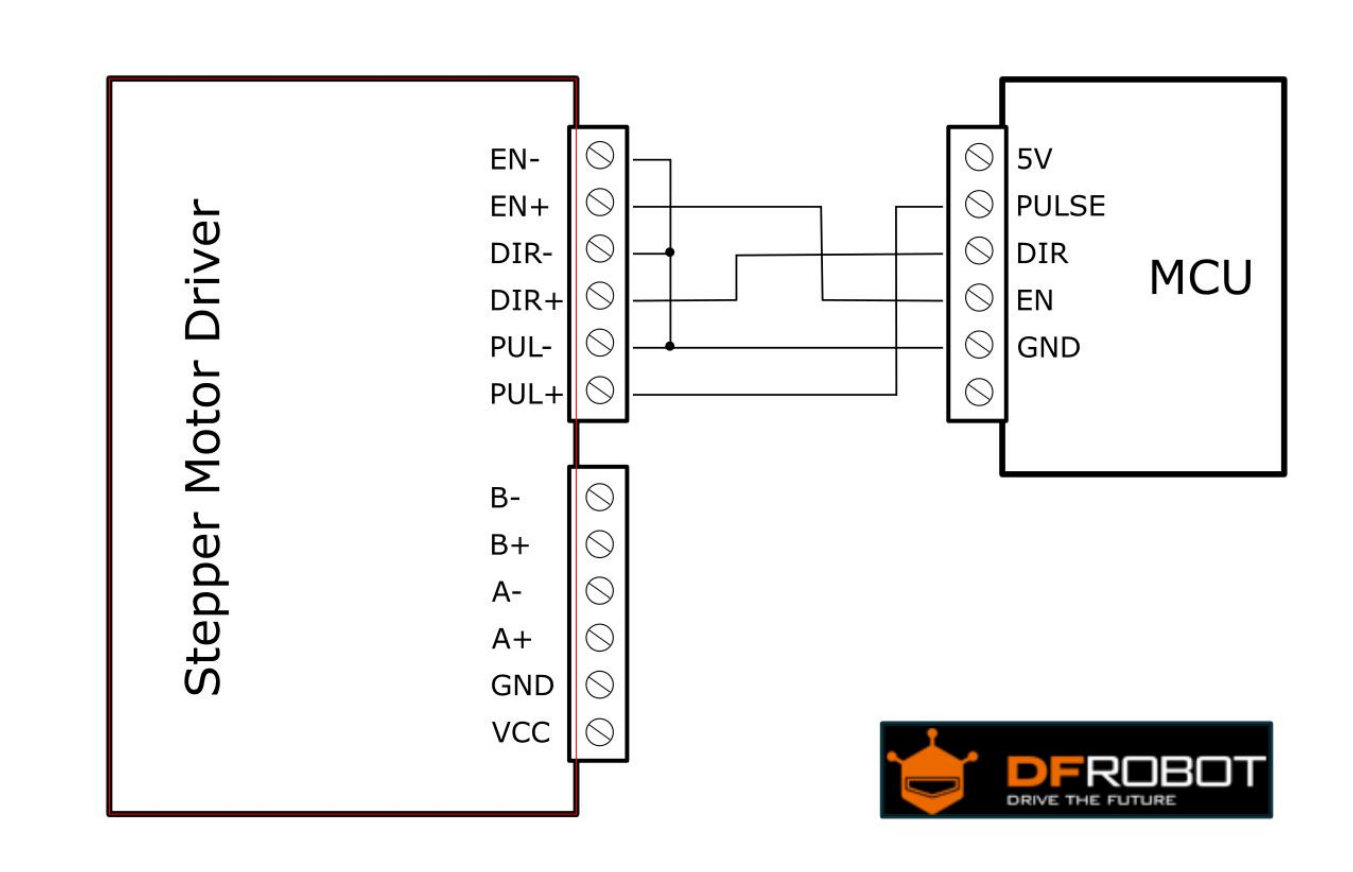 Stepper Motor Driver
EN-
EN+
DIR-
DIR+
PUL-
PUL+
B-
B+
A-
A+
GND
VCC
5V
PULSE
DIR
EN
GND
MCU
DFROBOT
DRIVE THE FUTURE